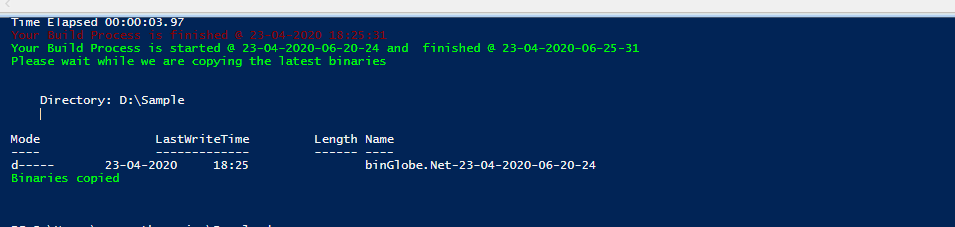 Time Elapsed 00:00:03.97
Your Build Process is finished @ 23-04-2020 18:25:31
Your Build Process is started @ 23-04-2020-06-20-24 and  finished @ 23-04-2020-06-25-31
Please wait while we are copying the latest binaries
Directory: D:\Sample
Mode LastWriteTime Length Name
---- ------------- ------ ----
d----- 23-04-2020 18:25 binGlobe.Net-23-04-2020-06-20-24
Binaries copied